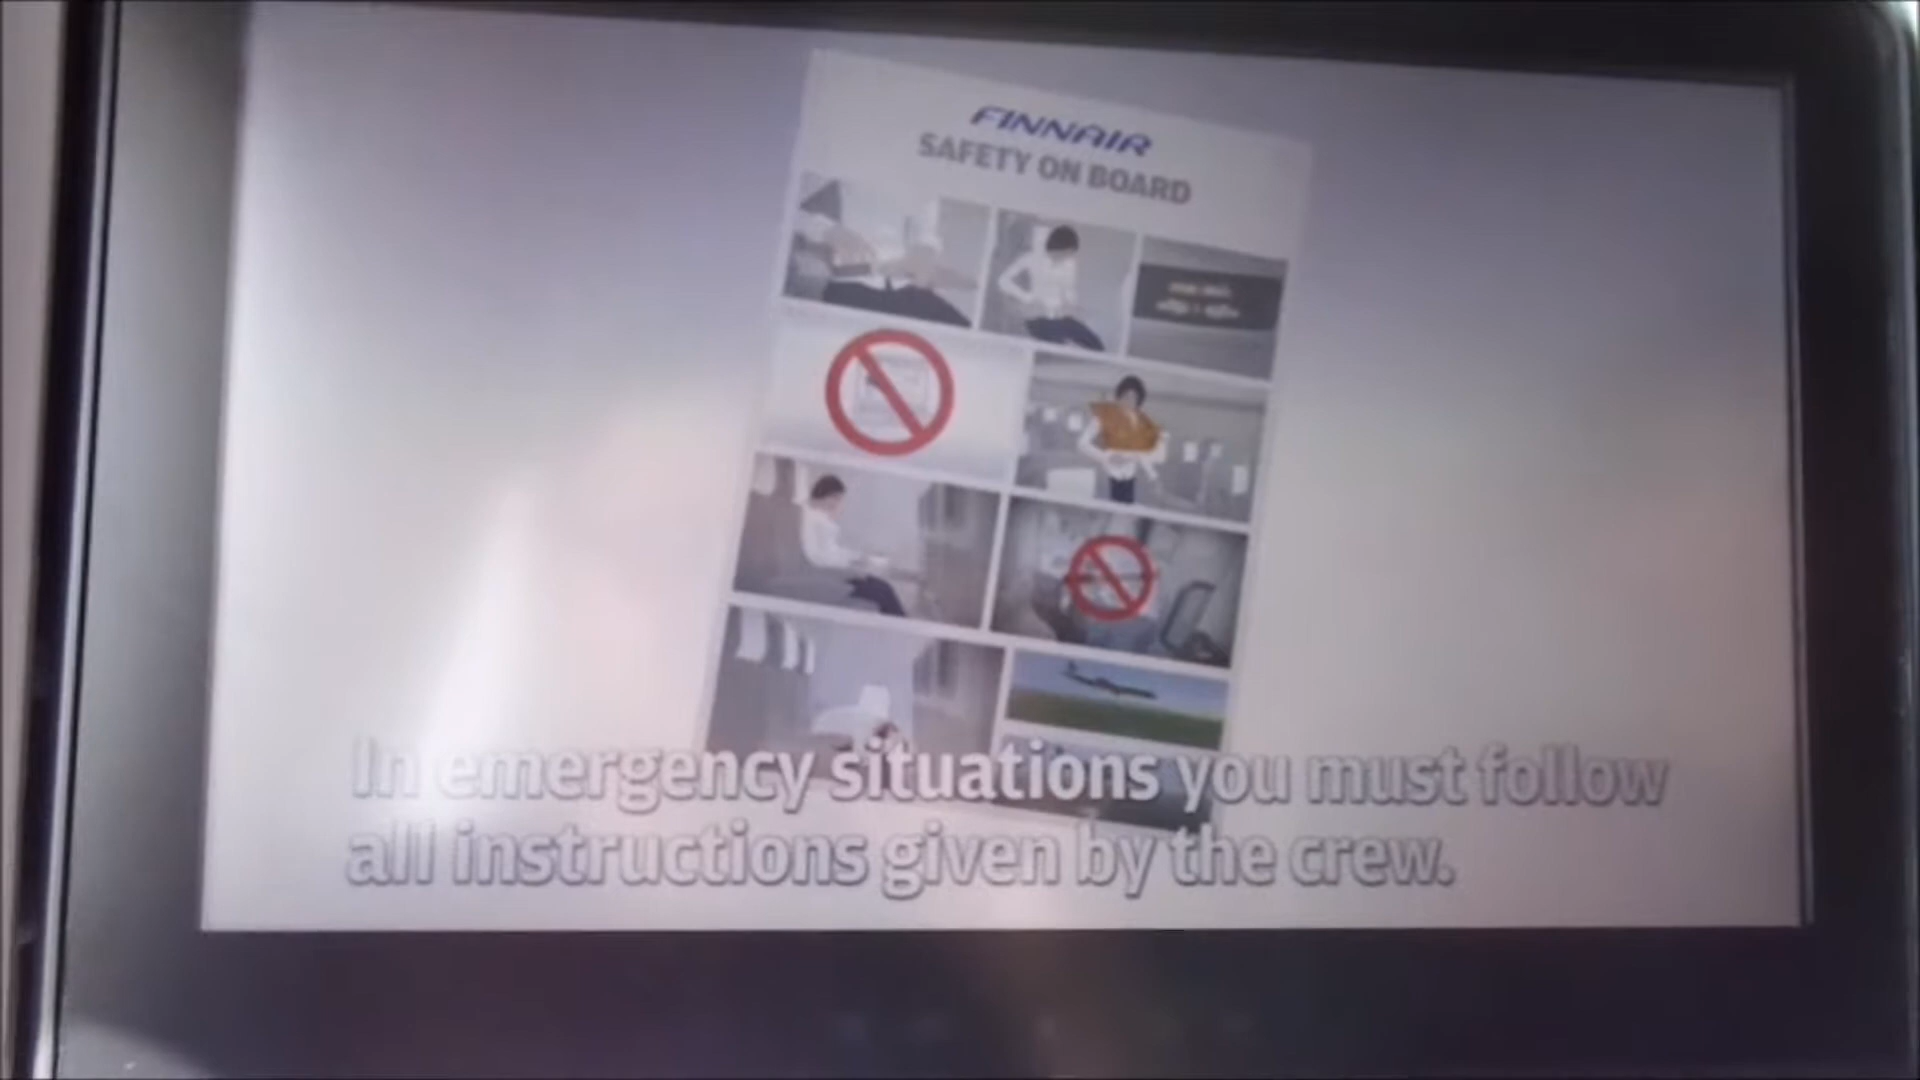 FINNAIR
SAFETY ON BOARD
In emergency situations you must follow
all instructions given by the crew.